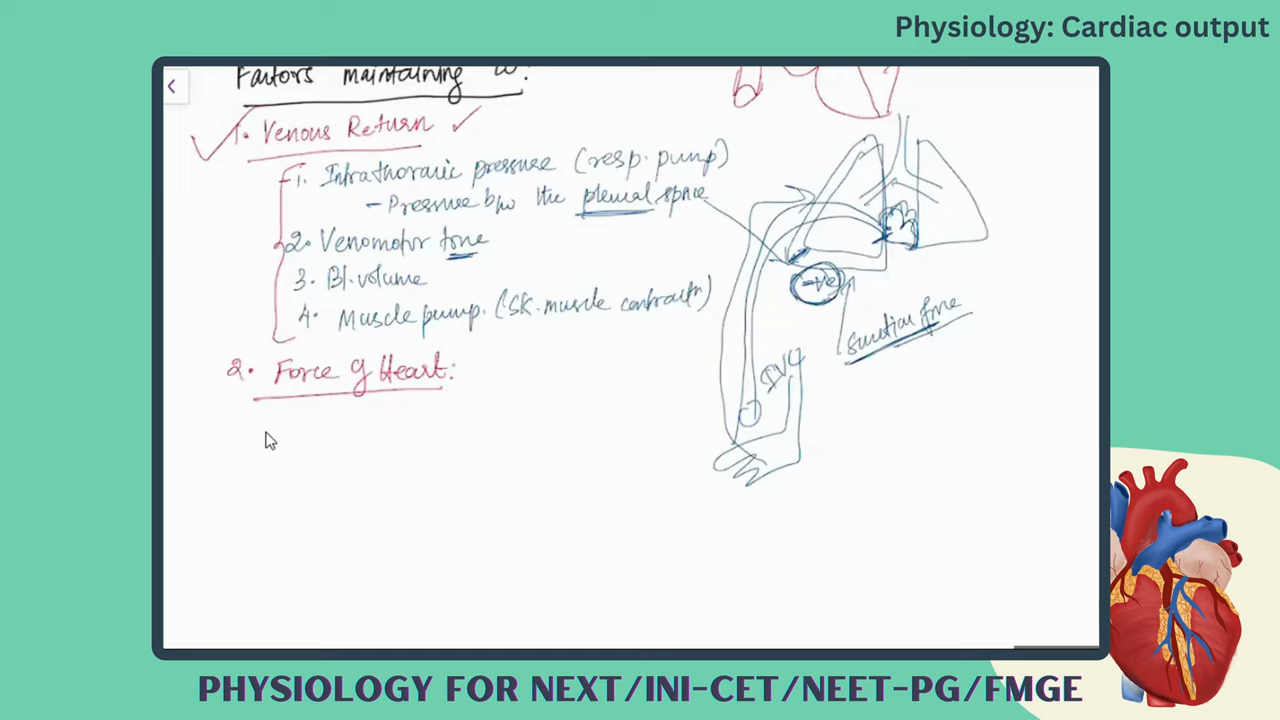 Physiology: Cardiac output
Factors maintaining
1. Venous Return
1. Intrathoracic pressure (resp. pump)
- Pressure b/w the pleural space
2. Venomotor tone
3. Bl. volume
4. Muscle pump. (SK. muscle contractn)
-ve
suction force
IVC
2. Force of Heart:
PHYSIOLOGY FOR NEXT/INI-CET/NEET-PG/FMGE